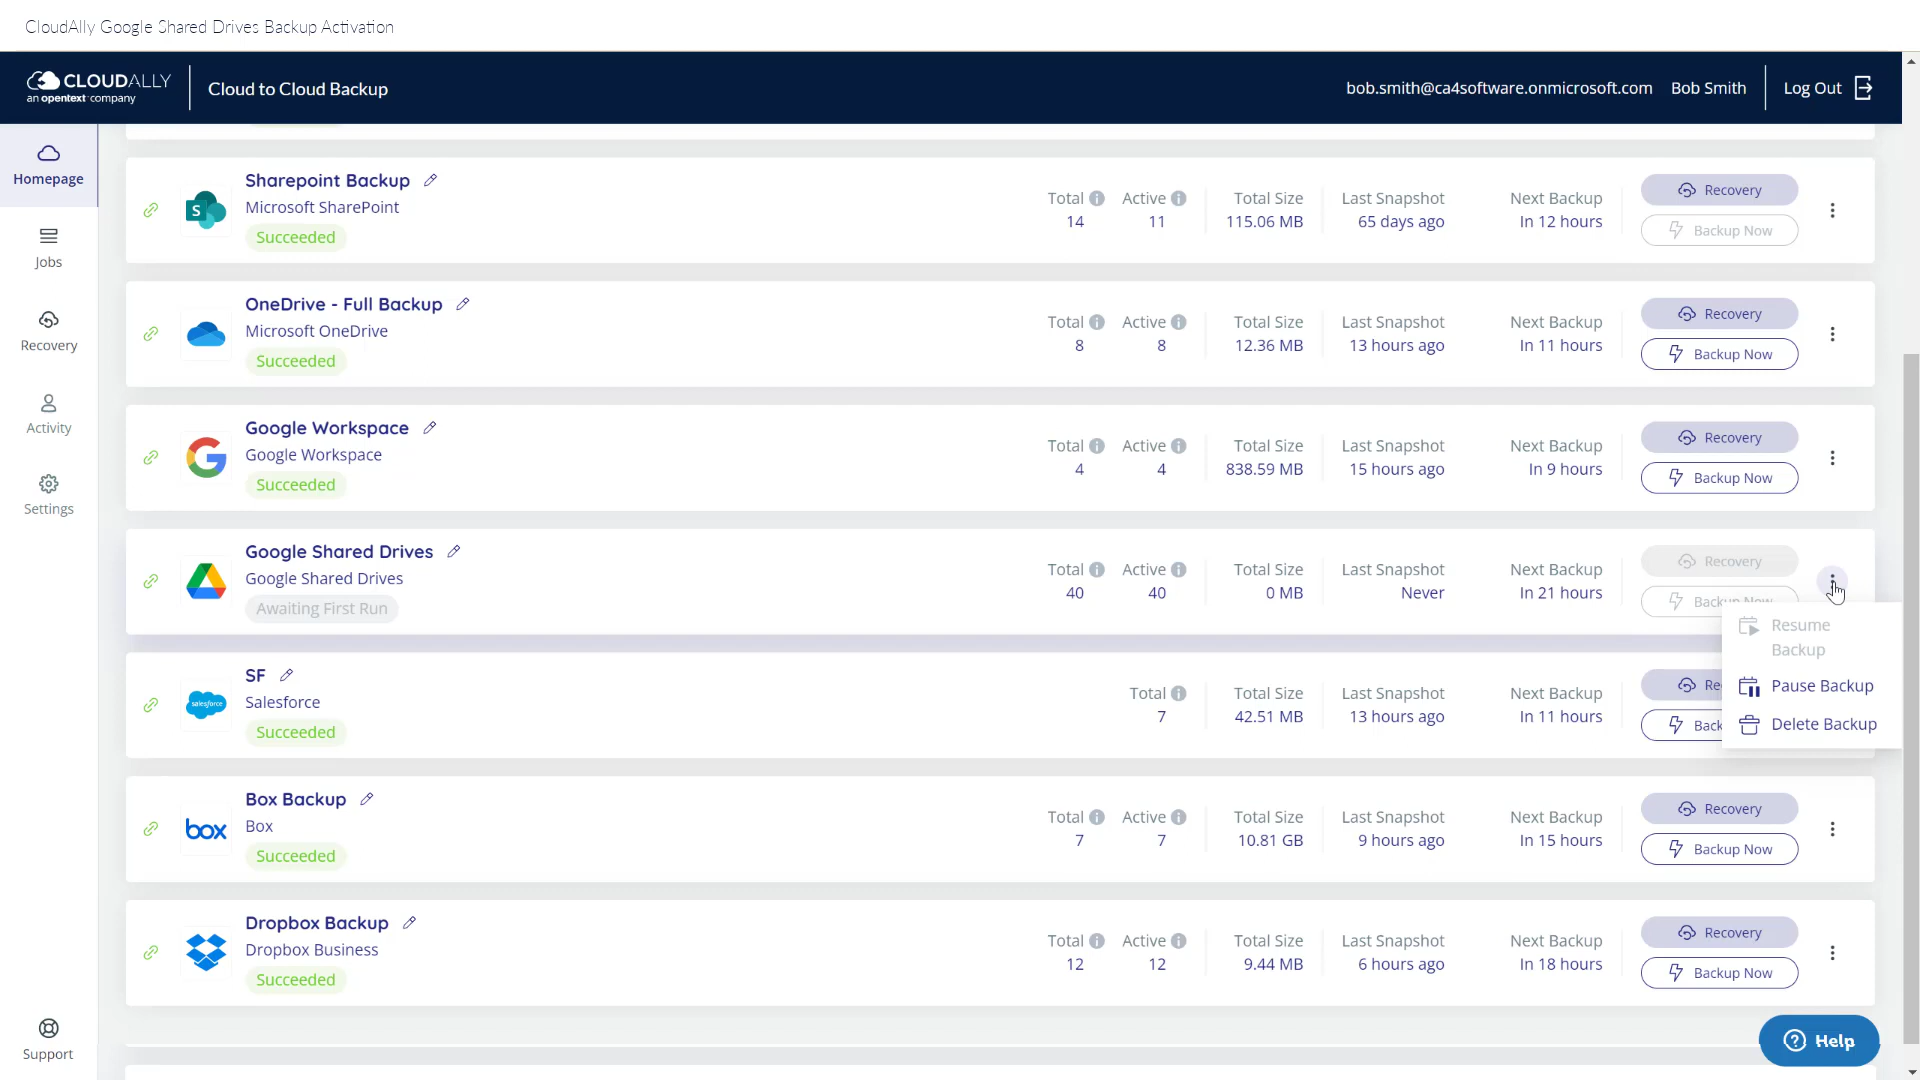 CloudAlly Google Shared Drives Backup Activation
CLOUDALLY
an opentext company
Cloud to Cloud Backup
bob.smith@ca4software.onmicrosoft.com
Bob Smith
Log Out
Homepage
Jobs
Recovery
Activity
Settings
Support
Sharepoint Backup
Microsoft SharePoint
Succeeded
Total Active Total Size Last Snapshot Next Backup
14 11 115.06 MB 65 days ago In 12 hours
Recovery
Backup Now
OneDrive - Full Backup
Microsoft OneDrive
Succeeded
Total Active Total Size Last Snapshot Next Backup
8 8 12.36 MB 13 hours ago In 11 hours
Recovery
Backup Now
Google Workspace
Google Workspace
Succeeded
Total Active Total Size Last Snapshot Next Backup
4 4 838.59 MB 15 hours ago In 9 hours
Recovery
Backup Now
Google Shared Drives
Google Shared Drives
Awaiting First Run
Total Active Total Size Last Snapshot Next Backup
40 40 0 MB Never In 21 hours
Recovery
Backup Now
Resume
Backup
Pause Backup
Delete Backup
SF
salesforce
Salesforce
Succeeded
Total Total Size Last Snapshot Next Backup
7 42.51 MB 13 hours ago In 11 hours
Re
Back
Box Backup
box
Box
Succeeded
Total Active Total Size Last Snapshot Next Backup
7 7 10.81 GB 9 hours ago In 15 hours
Recovery
Backup Now
Dropbox Backup
Dropbox Business
Succeeded
Total Active Total Size Last Snapshot Next Backup
12 12 9.44 MB 6 hours ago In 18 hours
Recovery
Backup Now
Help